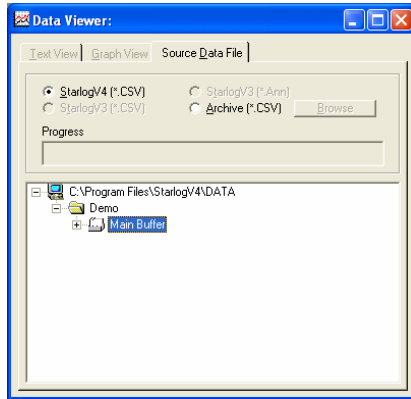 Data Viewer:
Text View Graph View Source Data File
StarlogV4 (*.CSV) StarlogV3 (*.Ann)
StarlogV3 (*.CSV) Archive (*.CSV) Browse
Progress
C:\Program Files\StarlogV4\DATA
Demo
Main Buffer